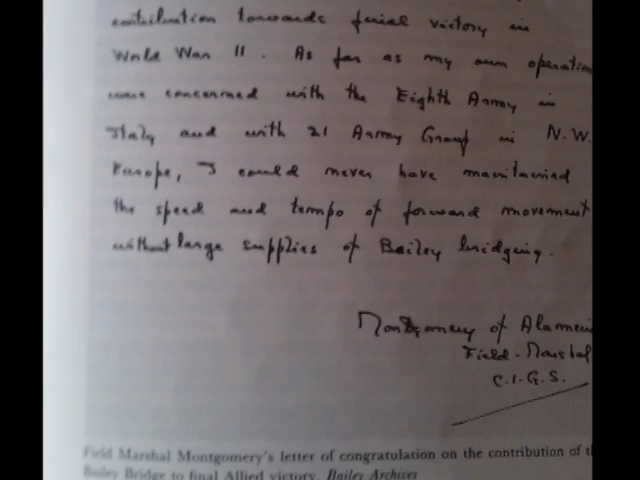 contribution towards final victory in
World War II. As far as my own operation
were concerned with the Eighth Army in
Italy and with 21 Army Group in N.W.
Europe, I could never have maintained
the speed and tempo of forward movement
without large supplies of Bailey bridging.
Montgomery of Alamein
Field-Marshal
C.I.G.S.
Field Marshal Montgomery's letter of congratulation on the contribution of th
Bailey Bridge to final Allied victory. Bailey Archives